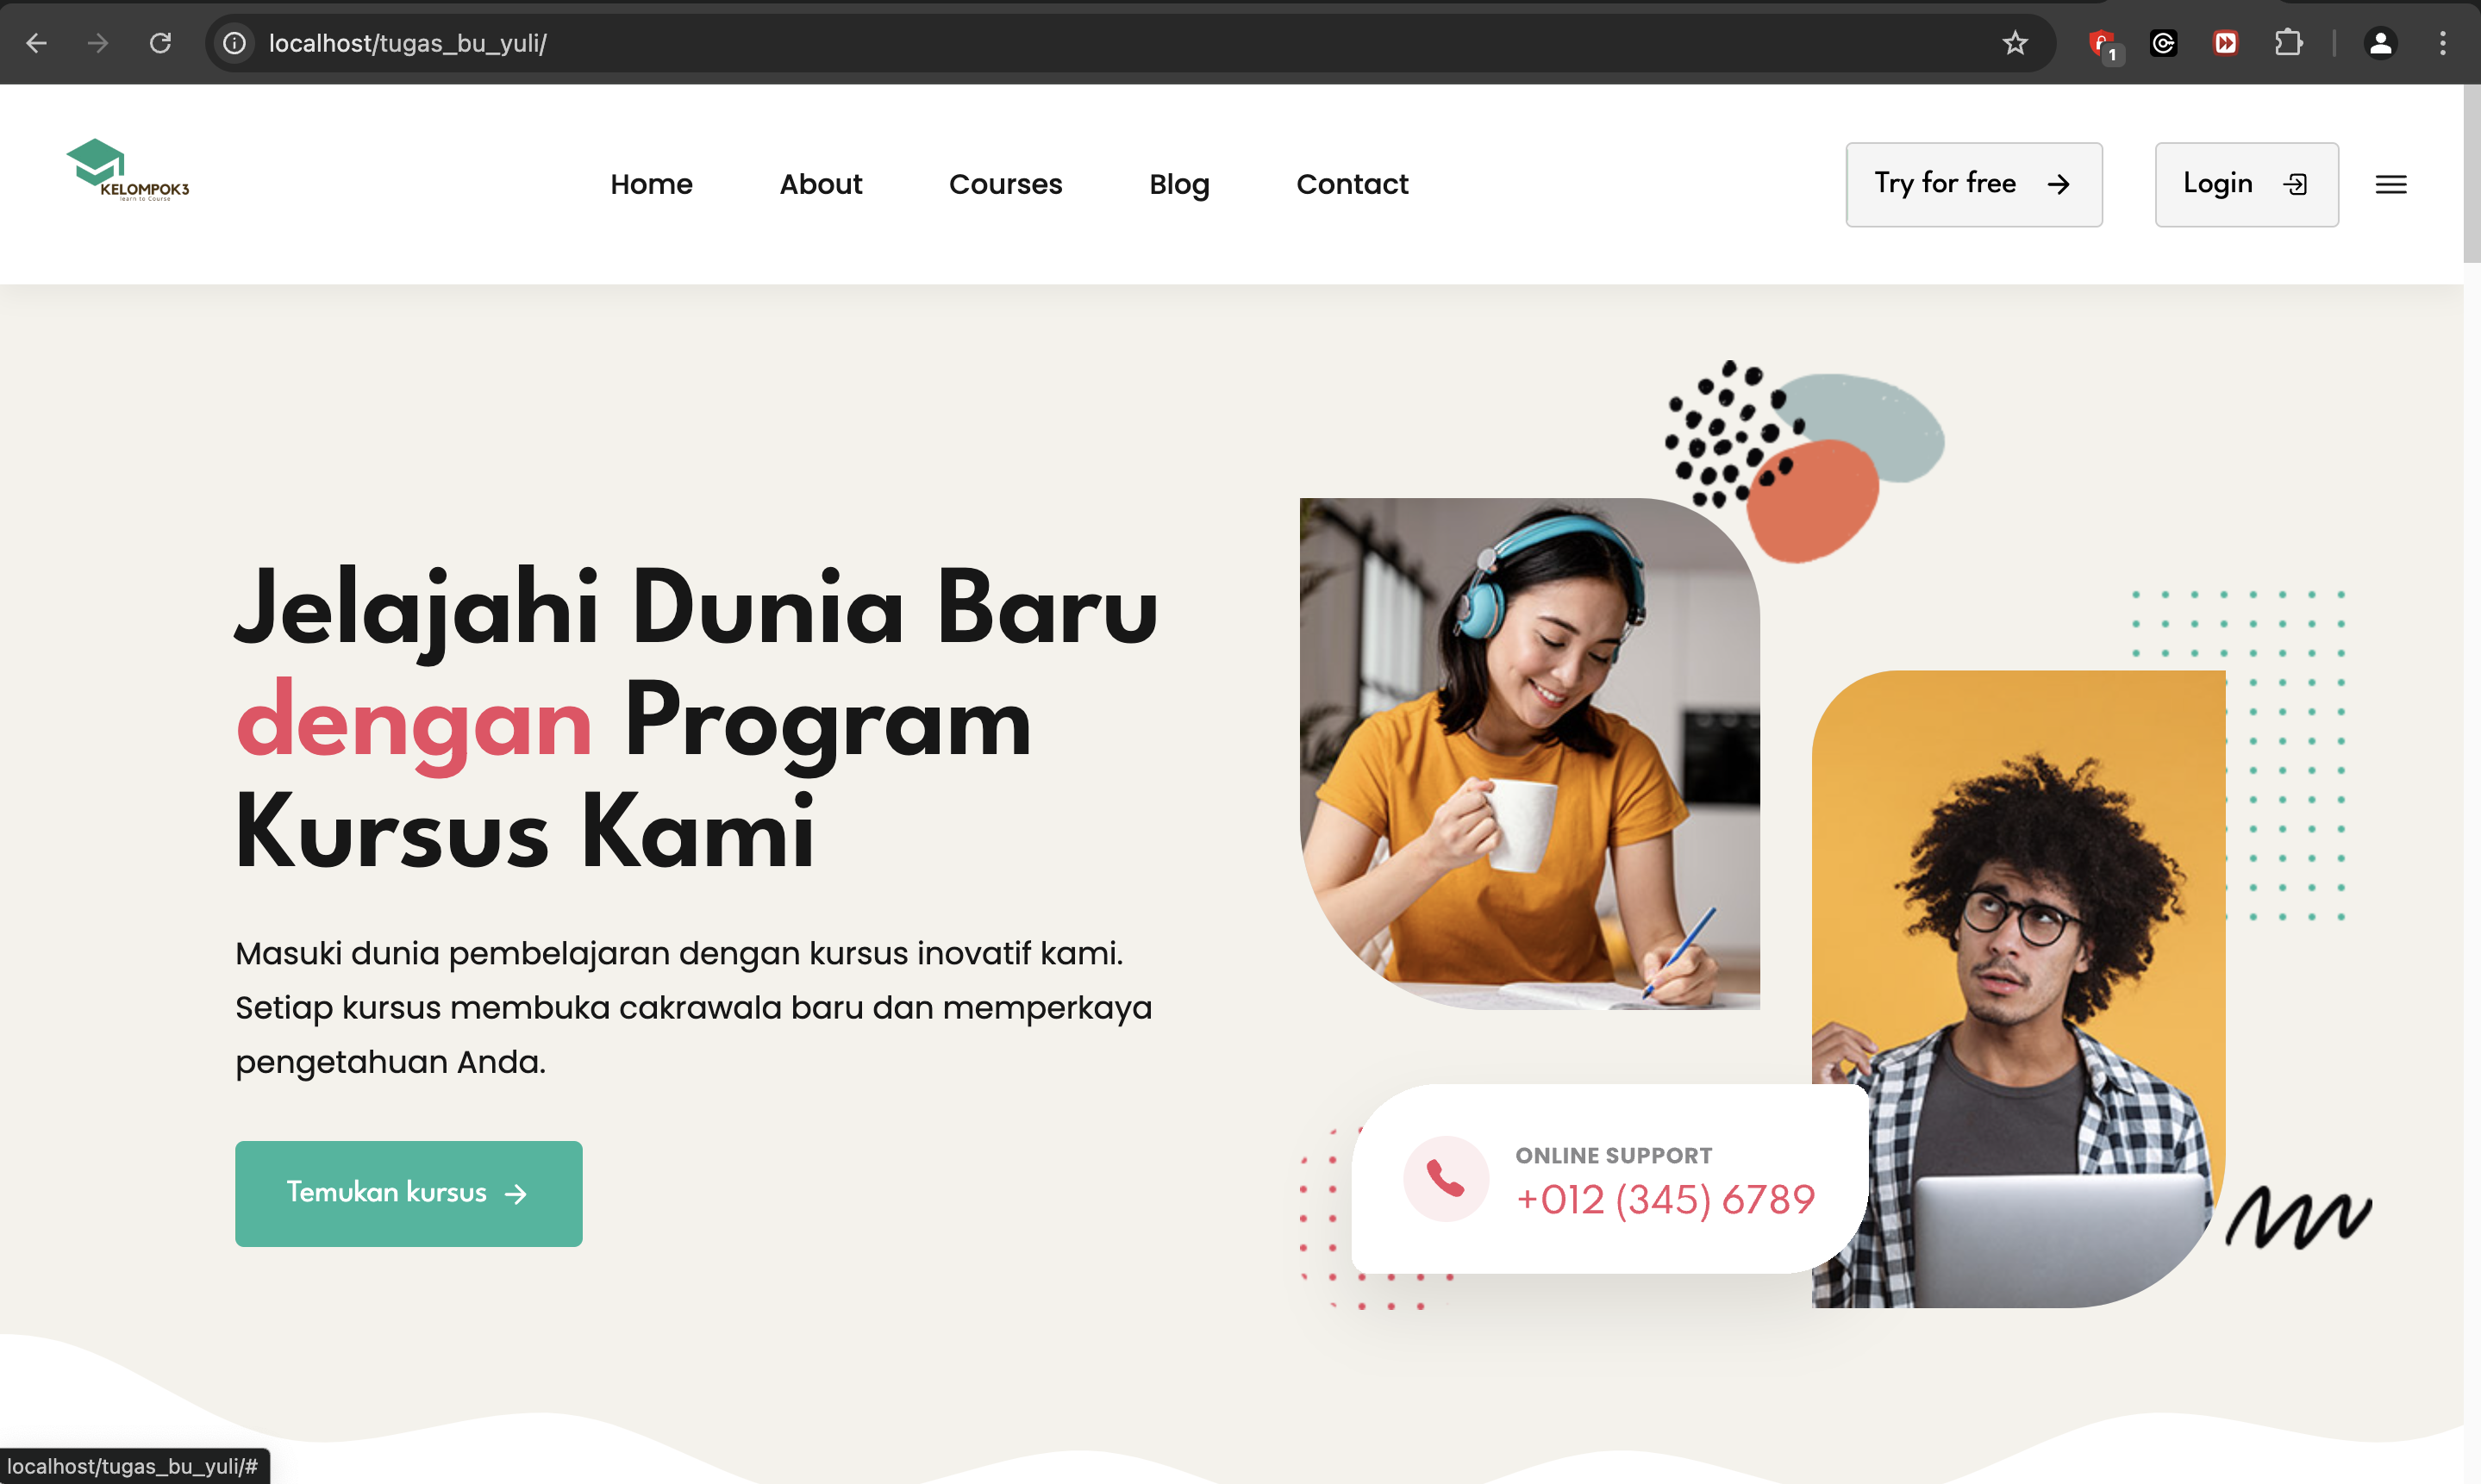 localhost/tugas_bu_yuli/
1
KELOMPOK3
learn to Course
Home About Courses Blog Contact
Try for free
Login
Jelajahi Dunia Baru
dengan Program
Kursus Kami
Masuki dunia pembelajaran dengan kursus inovatif kami.
Setiap kursus membuka cakrawala baru dan memperkaya
pengetahuan Anda.
Temukan kursus
ONLINE SUPPORT
+012 (345) 6789
localhost/tugas_bu_yuli/#